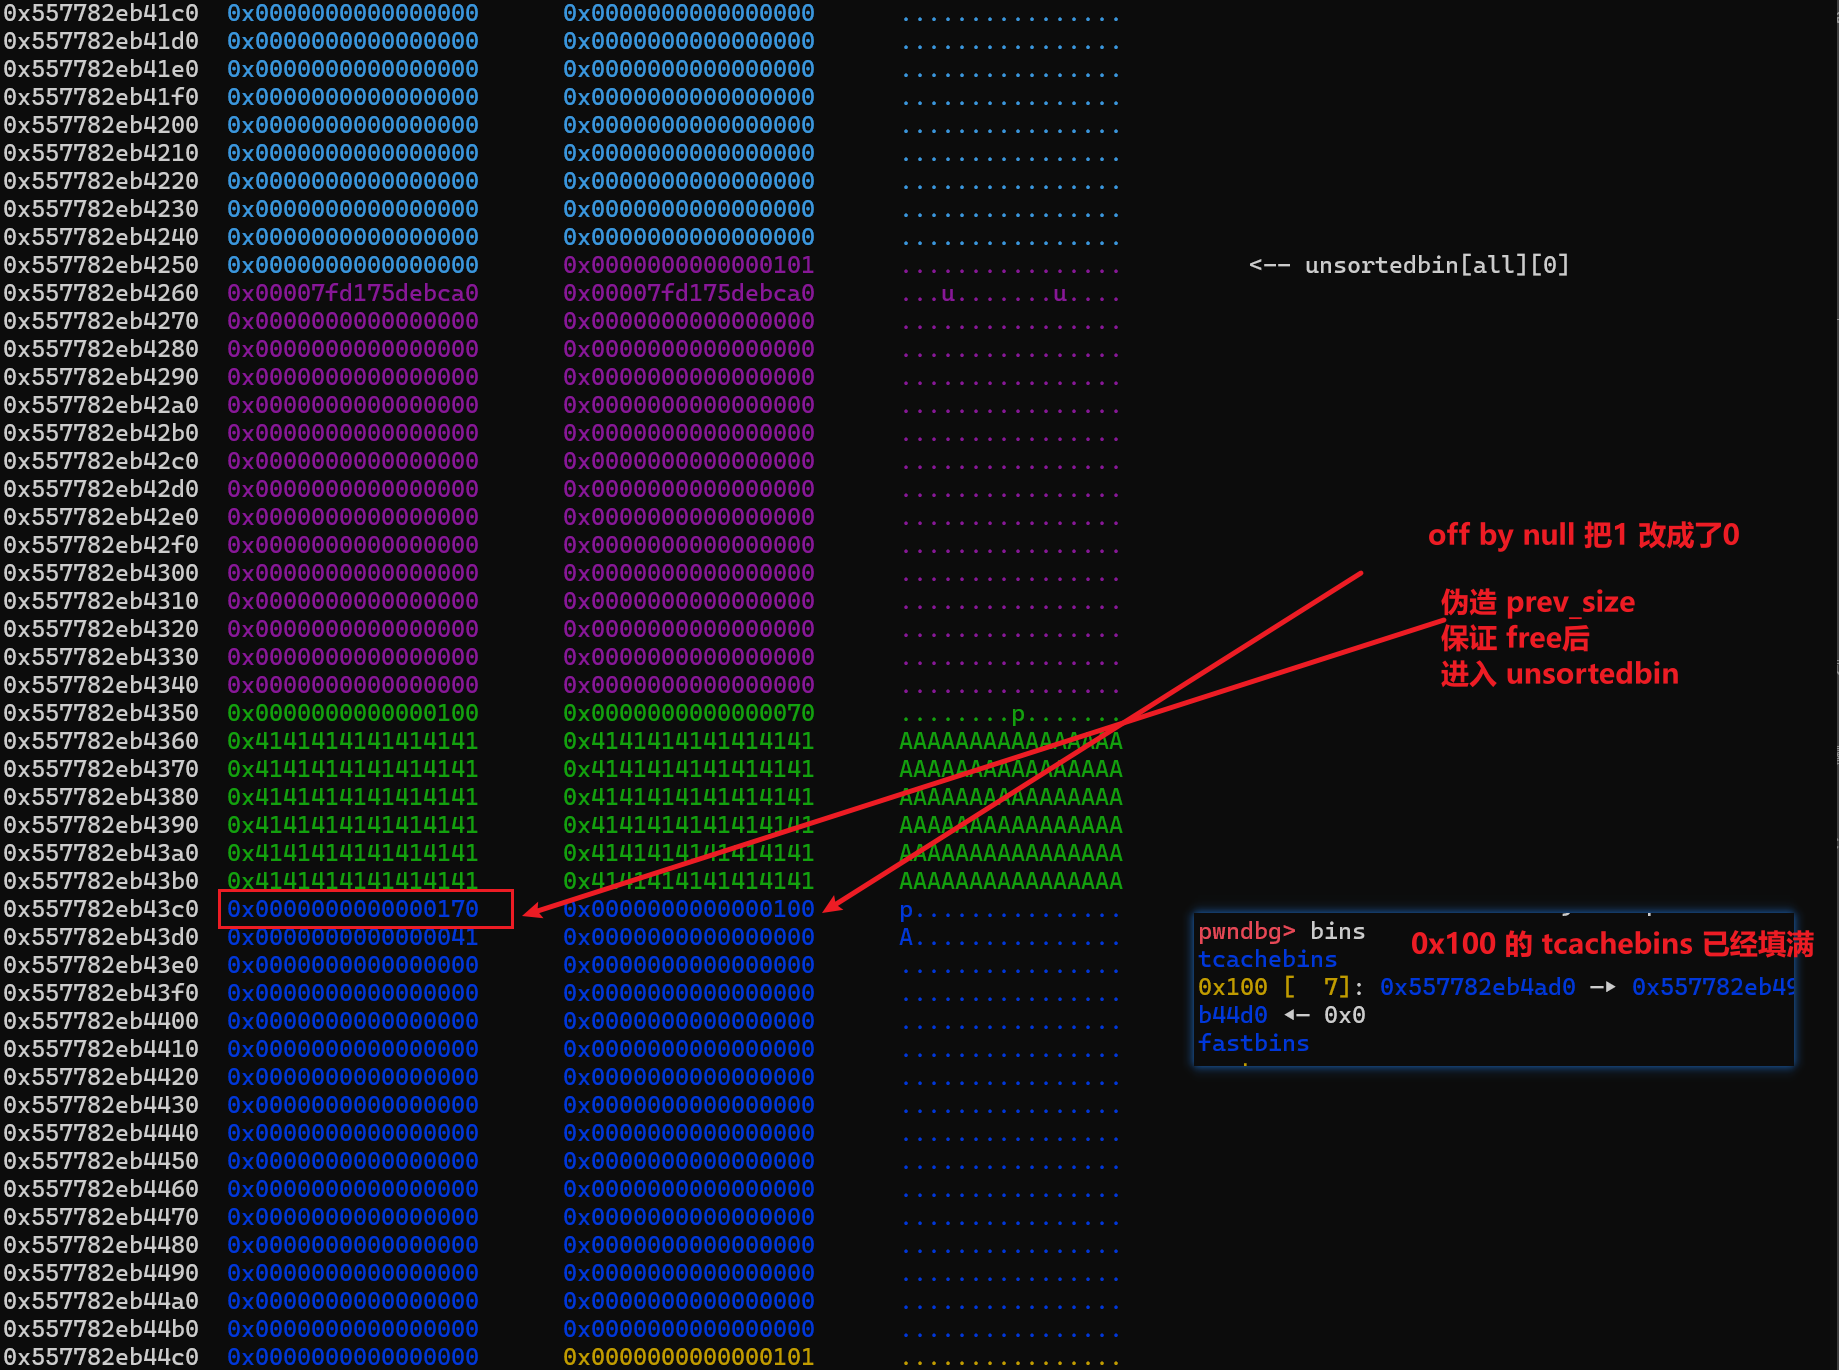 0x557782eb41c0 0x0000000000000000 0x0000000000000000 ................
0x557782eb41d0 0x0000000000000000 0x0000000000000000 ................
0x557782eb41e0 0x0000000000000000 0x0000000000000000 ................
0x557782eb41f0 0x0000000000000000 0x0000000000000000 ................
0x557782eb4200 0x0000000000000000 0x0000000000000000 ................
0x557782eb4210 0x0000000000000000 0x0000000000000000 ................
0x557782eb4220 0x0000000000000000 0x0000000000000000 ................
0x557782eb4230 0x0000000000000000 0x0000000000000000 ................
0x557782eb4240 0x0000000000000000 0x0000000000000000 ................
0x557782eb4250 0x0000000000000000 0x0000000000000101 ................ <-- unsortedbin[all][0]
0x557782eb4260 0x00007fd175debca0 0x00007fd175debca0 ...u.......u....
0x557782eb4270 0x0000000000000000 0x0000000000000000 ................
0x557782eb4280 0x0000000000000000 0x0000000000000000 ................
0x557782eb4290 0x0000000000000000 0x0000000000000000 ................
0x557782eb42a0 0x0000000000000000 0x0000000000000000 ................
0x557782eb42b0 0x0000000000000000 0x0000000000000000 ................
0x557782eb42c0 0x0000000000000000 0x0000000000000000 ................
0x557782eb42d0 0x0000000000000000 0x0000000000000000 ................
0x557782eb42e0 0x0000000000000000 0x0000000000000000 ................
0x557782eb42f0 0x0000000000000000 0x0000000000000000 ................
0x557782eb4300 0x0000000000000000 0x0000000000000000 ................
0x557782eb4310 0x0000000000000000 0x0000000000000000 ................
0x557782eb4320 0x0000000000000000 0x0000000000000000 ................
0x557782eb4330 0x0000000000000000 0x0000000000000000 ................
0x557782eb4340 0x0000000000000000 0x0000000000000000 ................
0x557782eb4350 0x0000000000000100 0x0000000000000070 ........p.......
0x557782eb4360 0x4141414141414141 0x4141414141414141 AAAAAAAAAAAAAAAA
0x557782eb4370 0x4141414141414141 0x4141414141414141 AAAAAAAAAAAAAAAA
0x557782eb4380 0x4141414141414141 0x4141414141414141 AAAAAAAAAAAAAAAA
0x557782eb4390 0x4141414141414141 0x4141414141414141 AAAAAAAAAAAAAAAA
0x557782eb43a0 0x4141414141414141 0x4141414141414141 AAAAAAAAAAAAAAAA
0x557782eb43b0 0x4141414141414141 0x4141414141414141 AAAAAAAAAAAAAAAA
0x557782eb43c0 0x0000000000000170 0x0000000000000100 p...............
0x557782eb43d0 0x0000000000000041 0x0000000000000000 A...............
0x557782eb43e0 0x0000000000000000 0x0000000000000000 ................
0x557782eb43f0 0x0000000000000000 0x0000000000000000 ................
0x557782eb4400 0x0000000000000000 0x0000000000000000 ................
0x557782eb4410 0x0000000000000000 0x0000000000000000 ................
0x557782eb4420 0x0000000000000000 0x0000000000000000 ................
0x557782eb4430 0x0000000000000000 0x0000000000000000 ................
0x557782eb4440 0x0000000000000000 0x0000000000000000 ................
0x557782eb4450 0x0000000000000000 0x0000000000000000 ................
0x557782eb4460 0x0000000000000000 0x0000000000000000 ................
0x557782eb4470 0x0000000000000000 0x0000000000000000 ................
0x557782eb4480 0x0000000000000000 0x0000000000000000 ................
0x557782eb4490 0x0000000000000000 0x0000000000000000 ................
0x557782eb44a0 0x0000000000000000 0x0000000000000000 ................
0x557782eb44b0 0x0000000000000000 0x0000000000000000 ................
0x557782eb44c0 0x0000000000000000 0x0000000000000101 ................
off by null 把1 改成了0
伪造 prev_size
保证 free后
进入 unsortedbin
pwndbg> bins
0x100 的 tcachebins 已经填满
tcachebins
0x100 [ 7]: 0x557782eb4ad0 —▸ 0x557782eb49
b44d0 ◂— 0x0
fastbins